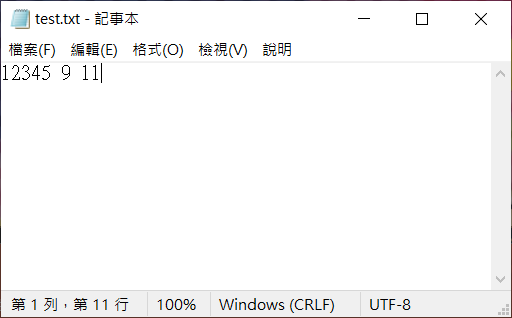 test.txt - 記事本
檔案(F) 編輯(E) 格式(O) 檢視(V) 說明
12345 9 11
第 1 列，第 11 行 100% Windows (CRLF) UTF-8